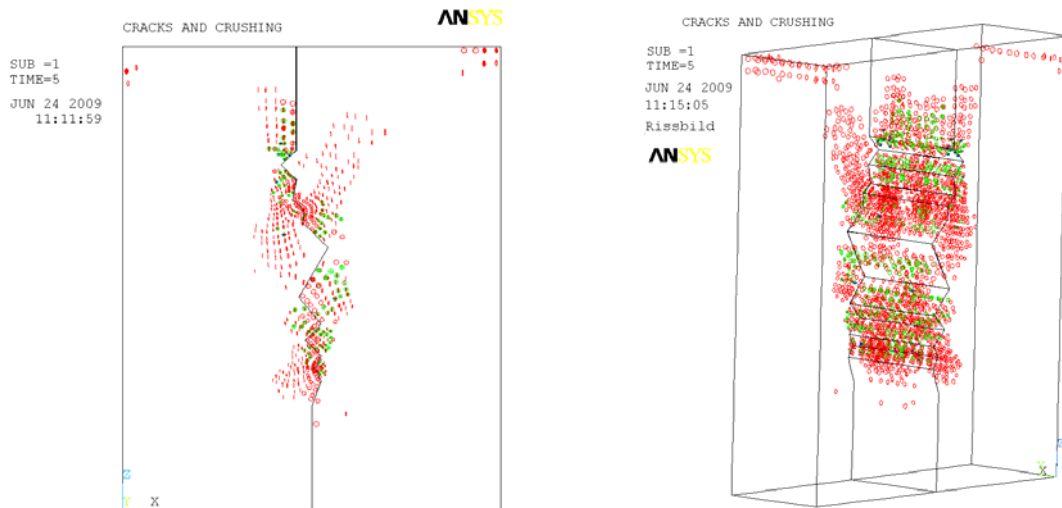 CRACKS AND CRUSHING
ANSYS
SUB =1
TIME=5
JUN 24 2009
11:11:59
Z
Y X
CRACKS AND CRUSHING
SUB =1
TIME=5
JUN 24 2009
11:15:05
Rissbild
ANSYS
Z
Y
X